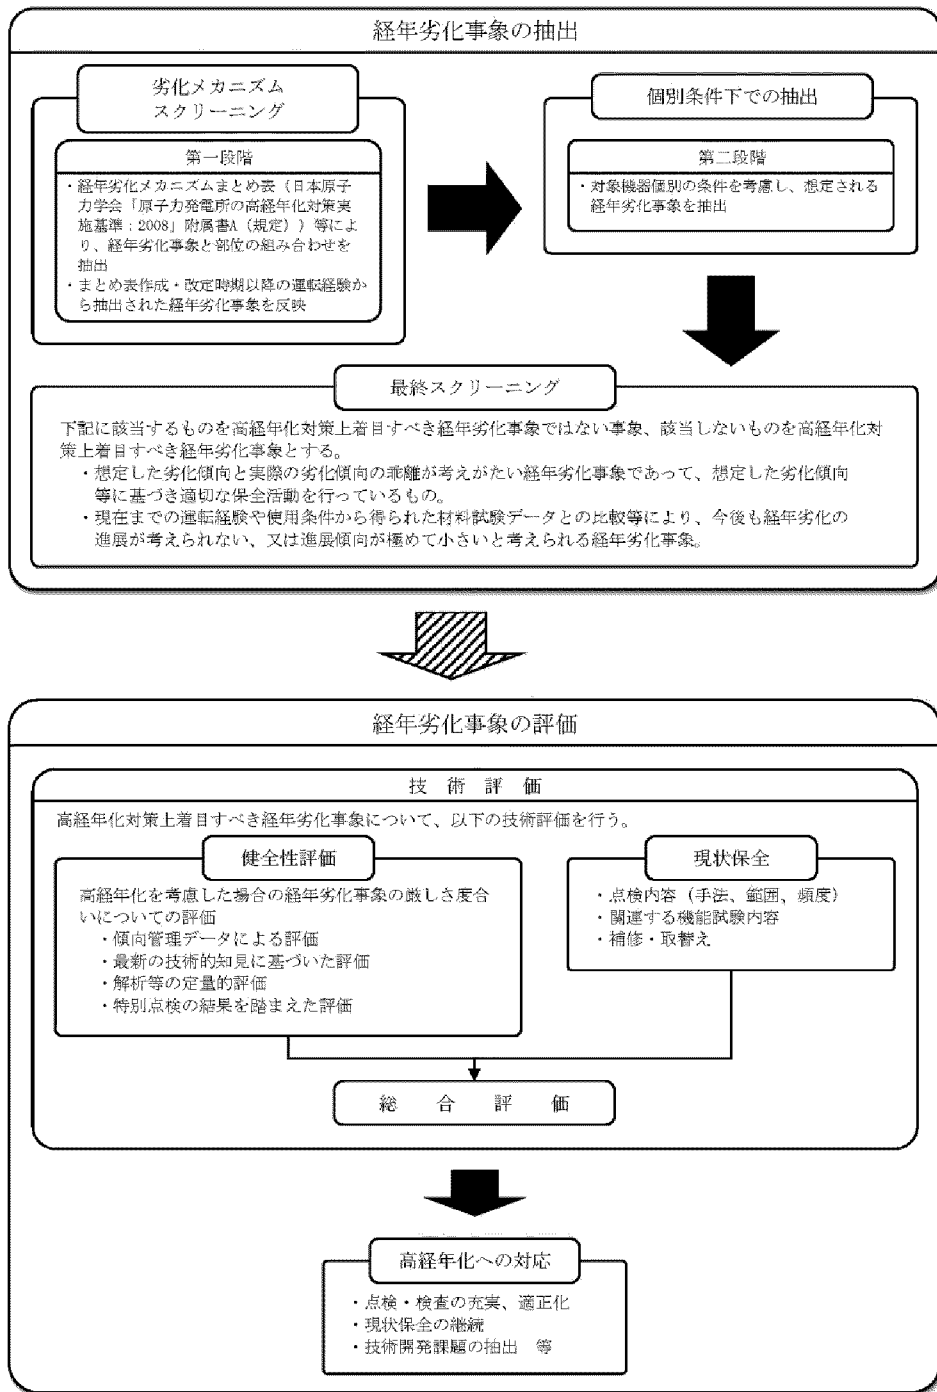 経年劣化事象の抽出
劣化メカニズム
スクリーニング
第一段階
・経年劣化メカニズムまとめ表（日本原子
力学会「原子力発電所の高経年化対策実
施基準：2008」附属書A（規定））等によ
り、経年劣化事象と部位の組み合わせを
抽出
・まとめ表作成・改定時期以降の運転経験か
ら抽出された経年劣化事象を反映
個別条件下での抽出
第二段階
・対象機器個別の条件を考慮し、想定される
経年劣化事象を抽出
最終スクリーニング
下記に該当するものを高経年化対策上着目すべき経年劣化事象ではない事象、該当しないものを高経年化対
策上着目すべき経年劣化事象とする。
・想定した劣化傾向と実際の劣化傾向の乖離が考えがたい経年劣化事象であって、想定した劣化傾向
等に基づき適切な保全活動を行っているもの。
・現在までの運転経験や使用条件から得られた材料試験データとの比較等により、今後も経年劣化の
進展が考えられない、又は進展傾向が極めて小さいと考えられる経年劣化事象。
経年劣化事象の評価
技術評価
高経年化対策上着目すべき経年劣化事象について、以下の技術評価を行う。
健全性評価
高経年化を考慮した場合の経年劣化事象の厳しさ度合
いについての評価
・傾向管理データによる評価
・最新の技術的知見に基づいた評価
・解析等の定量的評価
・特別点検の結果を踏まえた評価
現状保全
・点検内容（手法、範囲、頻度）
・関連する機能試験内容
・補修・取替え
総合評価
高経年化への対応
・点検・検査の充実、適正化
・現状保全の継続
・技術開発課題の抽出　等